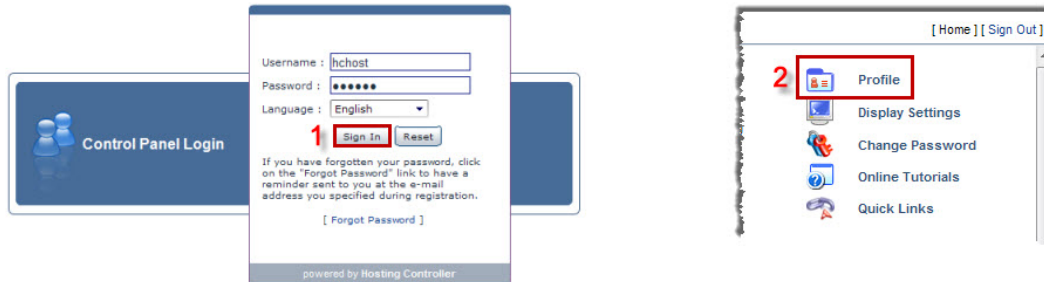 Username : hchost
Password : ●●●●●●
Language : English
1 Sign In Reset
Control Panel Login
If you have forgotten your password, click
on the "Forgot Password" link to have a
reminder sent to you at the e-mail
address you specified during registration.
[ Forgot Password ]
powered by Hosting Controller
[ Home ] [ Sign Out ]
2 Profile
Display Settings
Change Password
Online Tutorials
Quick Links